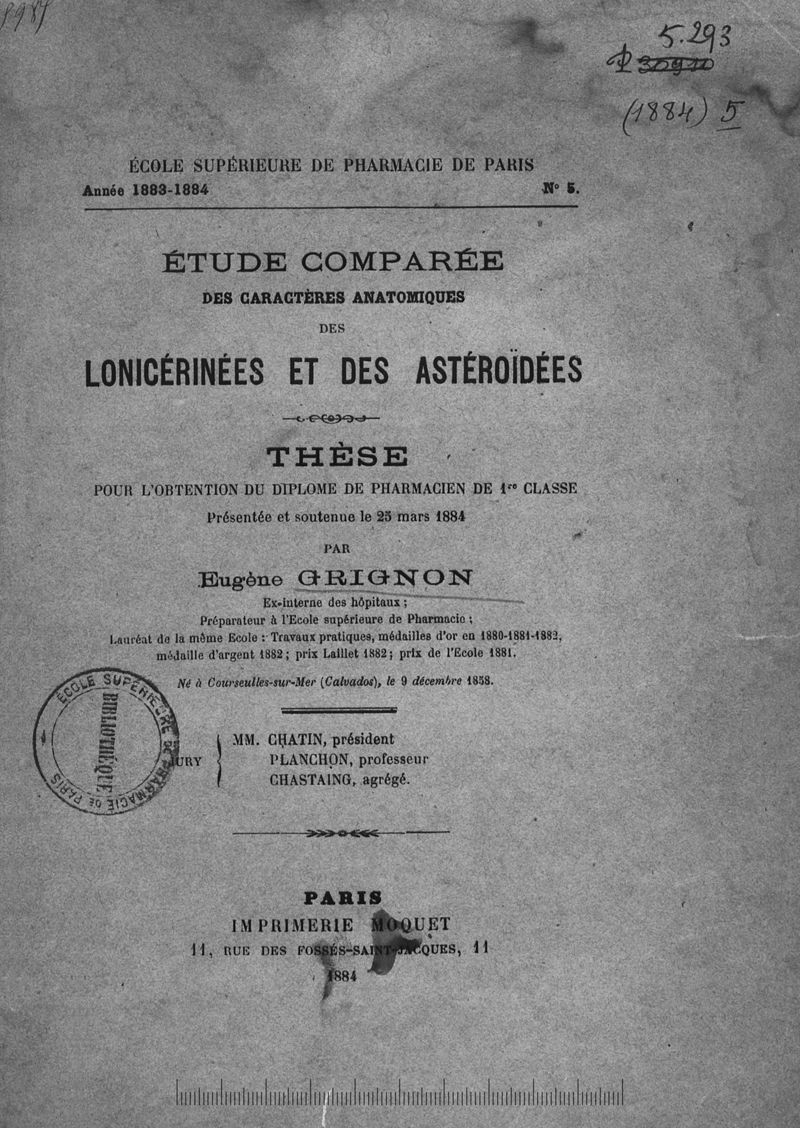 5.293
(1884) 5
ÉCOLE SUPÉRIEURE DE PHARMACIE DE PARIS
Année 1883-1884 No 5.
ÉTUDE COMPARÉE
DES CARACTÈRES ANATOMIQUES
DES
LONICÉRINÉES ET DES ASTÉROÏDÉES
THÈSE
POUR L'OBTENTION DU DIPLOME DE PHARMACIEN DE 1re CLASSE
Présentée et soutenue le 25 mars 1884
PAR
Eugène GRIGNON
Ex-interne des hôpitaux ;
Préparateur à l'Ecole supérieure de Pharmacie ;
Lauréat de la même Ecole : Travaux pratiques, médailles d'or en 1880-1881-1882,
médaille d'argent 1882 ; prix Laillet 1882 ; prix de l'Ecole 1881.
Né à Courseulles-sur-Mer (Calvados), le 9 décembre 1858.
ÉCOLE SUPÉRIEURE DE PHARMACIE DE PARIS
BIBLIOTHÈQUE
JURY
MM. CHATIN, président
PLANCHON, professeur
CHASTAING, agrégé.
PARIS
IMPRIMERIE MOQUET
11, RUE DES FOSSÉS-SAINT-JACQUES, 11
1884